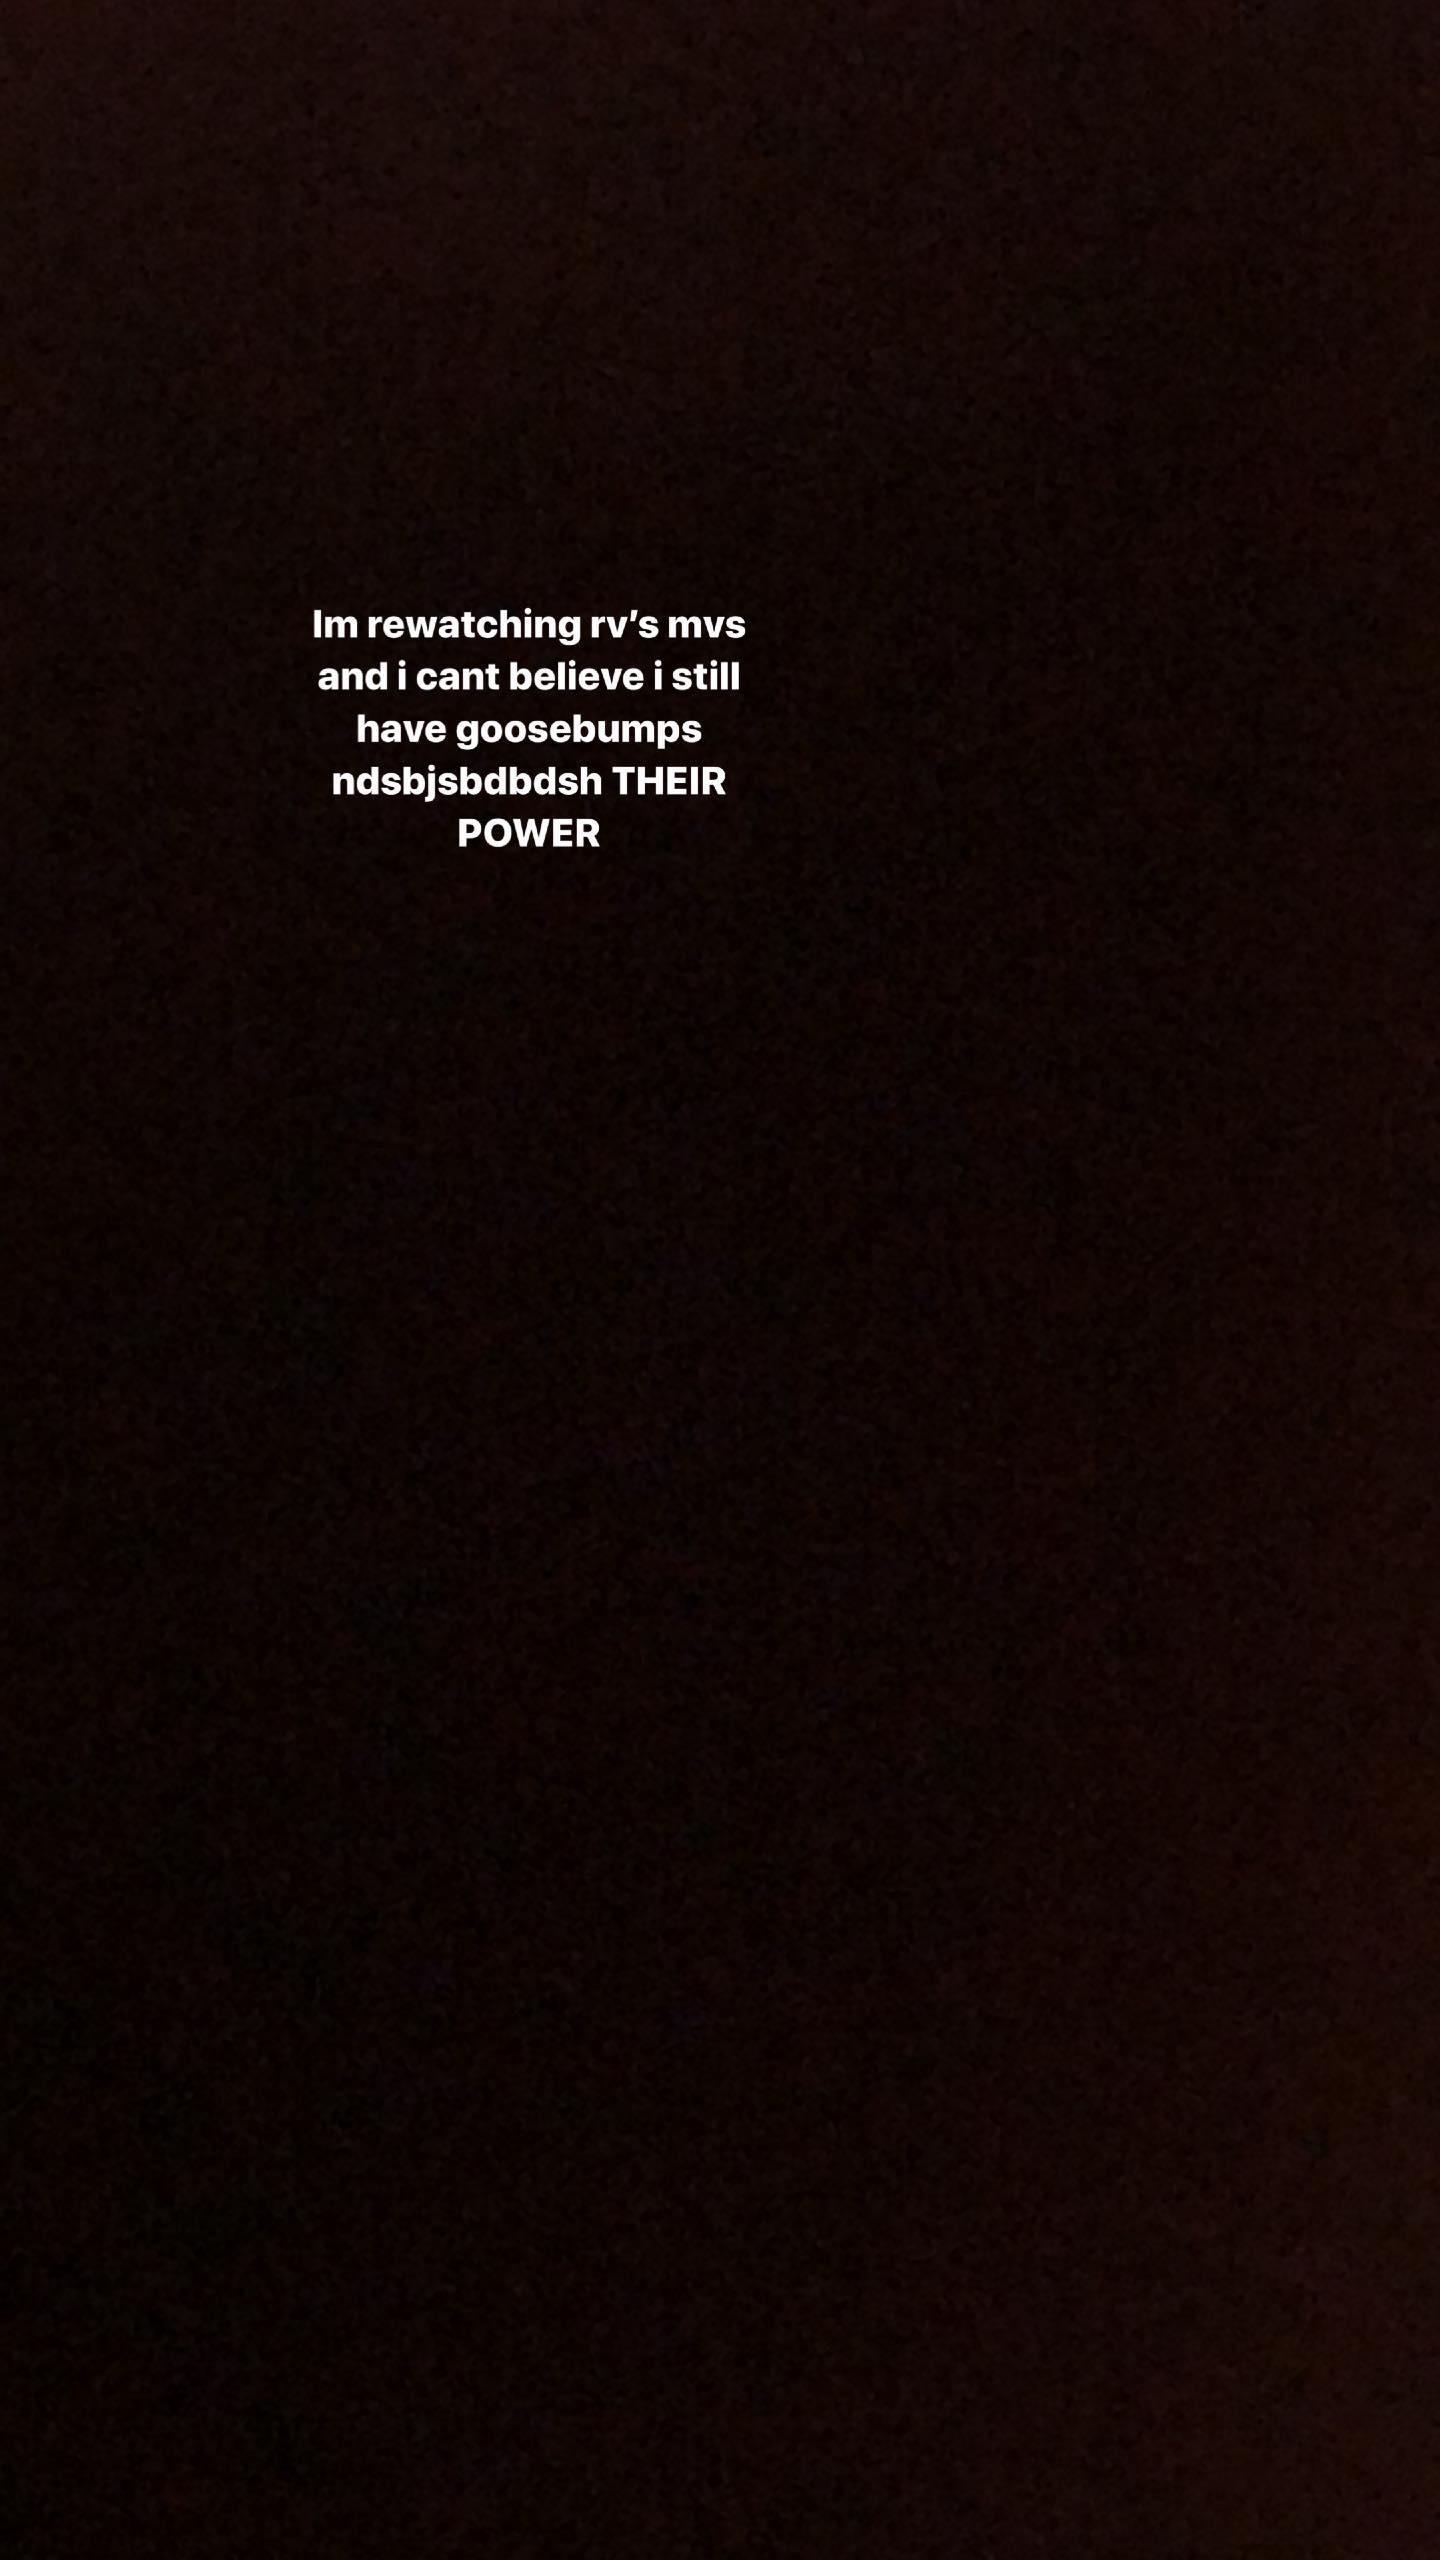 Im rewatching rv’s mvs
and i cant believe i still
have goosebumps
ndsbjsbdbdsh THEIR
POWER